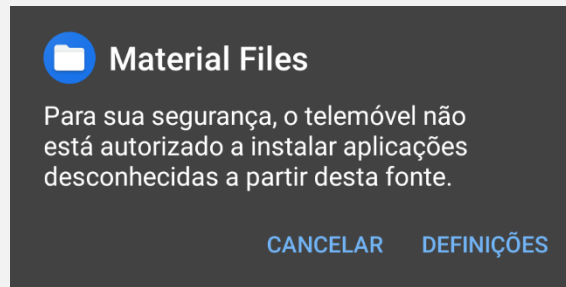 Material Files
Para sua segurança, o telemóvel não
está autorizado a instalar aplicações
desconhecidas a partir desta fonte.
CANCELAR DEFINIÇÕES